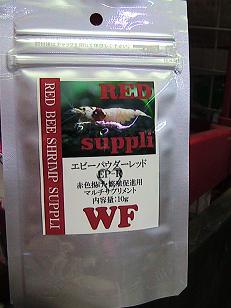 RED
suppli
エビーパウダーレッド
EP-R
赤色揚げ・繁殖促進用
マルチサプリメント
内容量:10g
WF
RED BEE SHRIMP SUPPLI